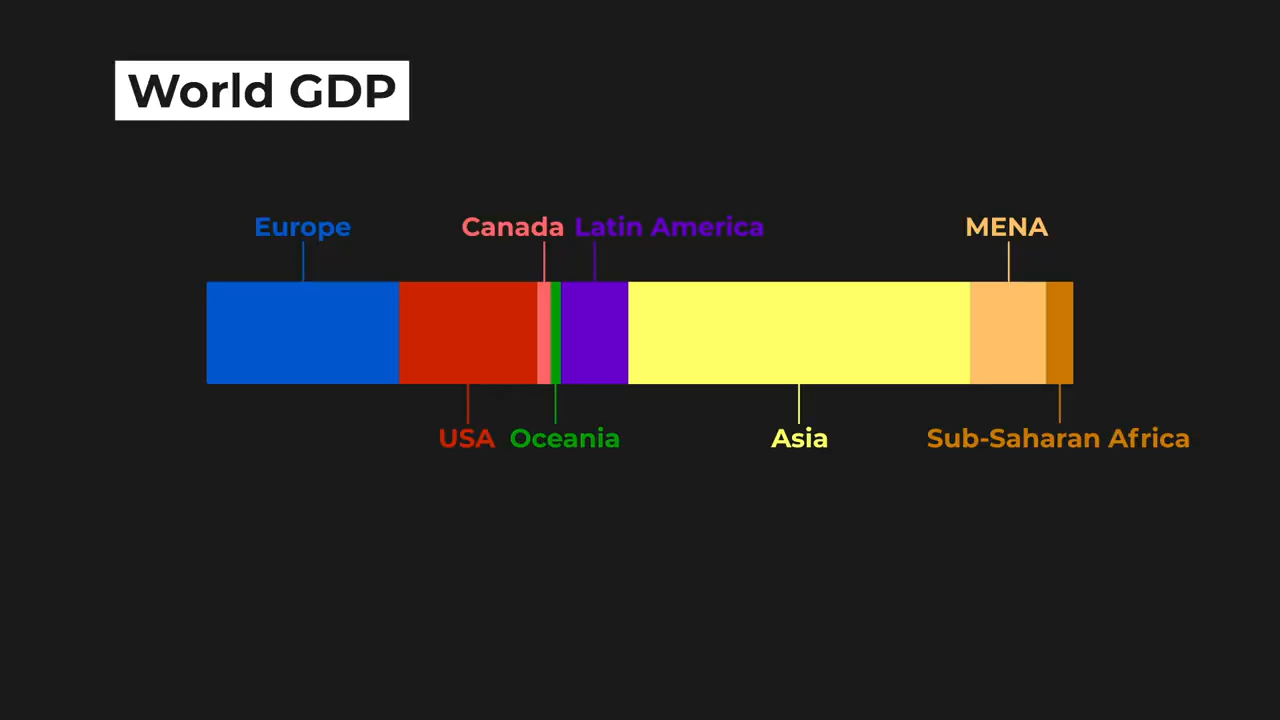 World GDP
Europe
Canada
Latin America
MENA
USA
Oceania
Asia
Sub-Saharan Africa